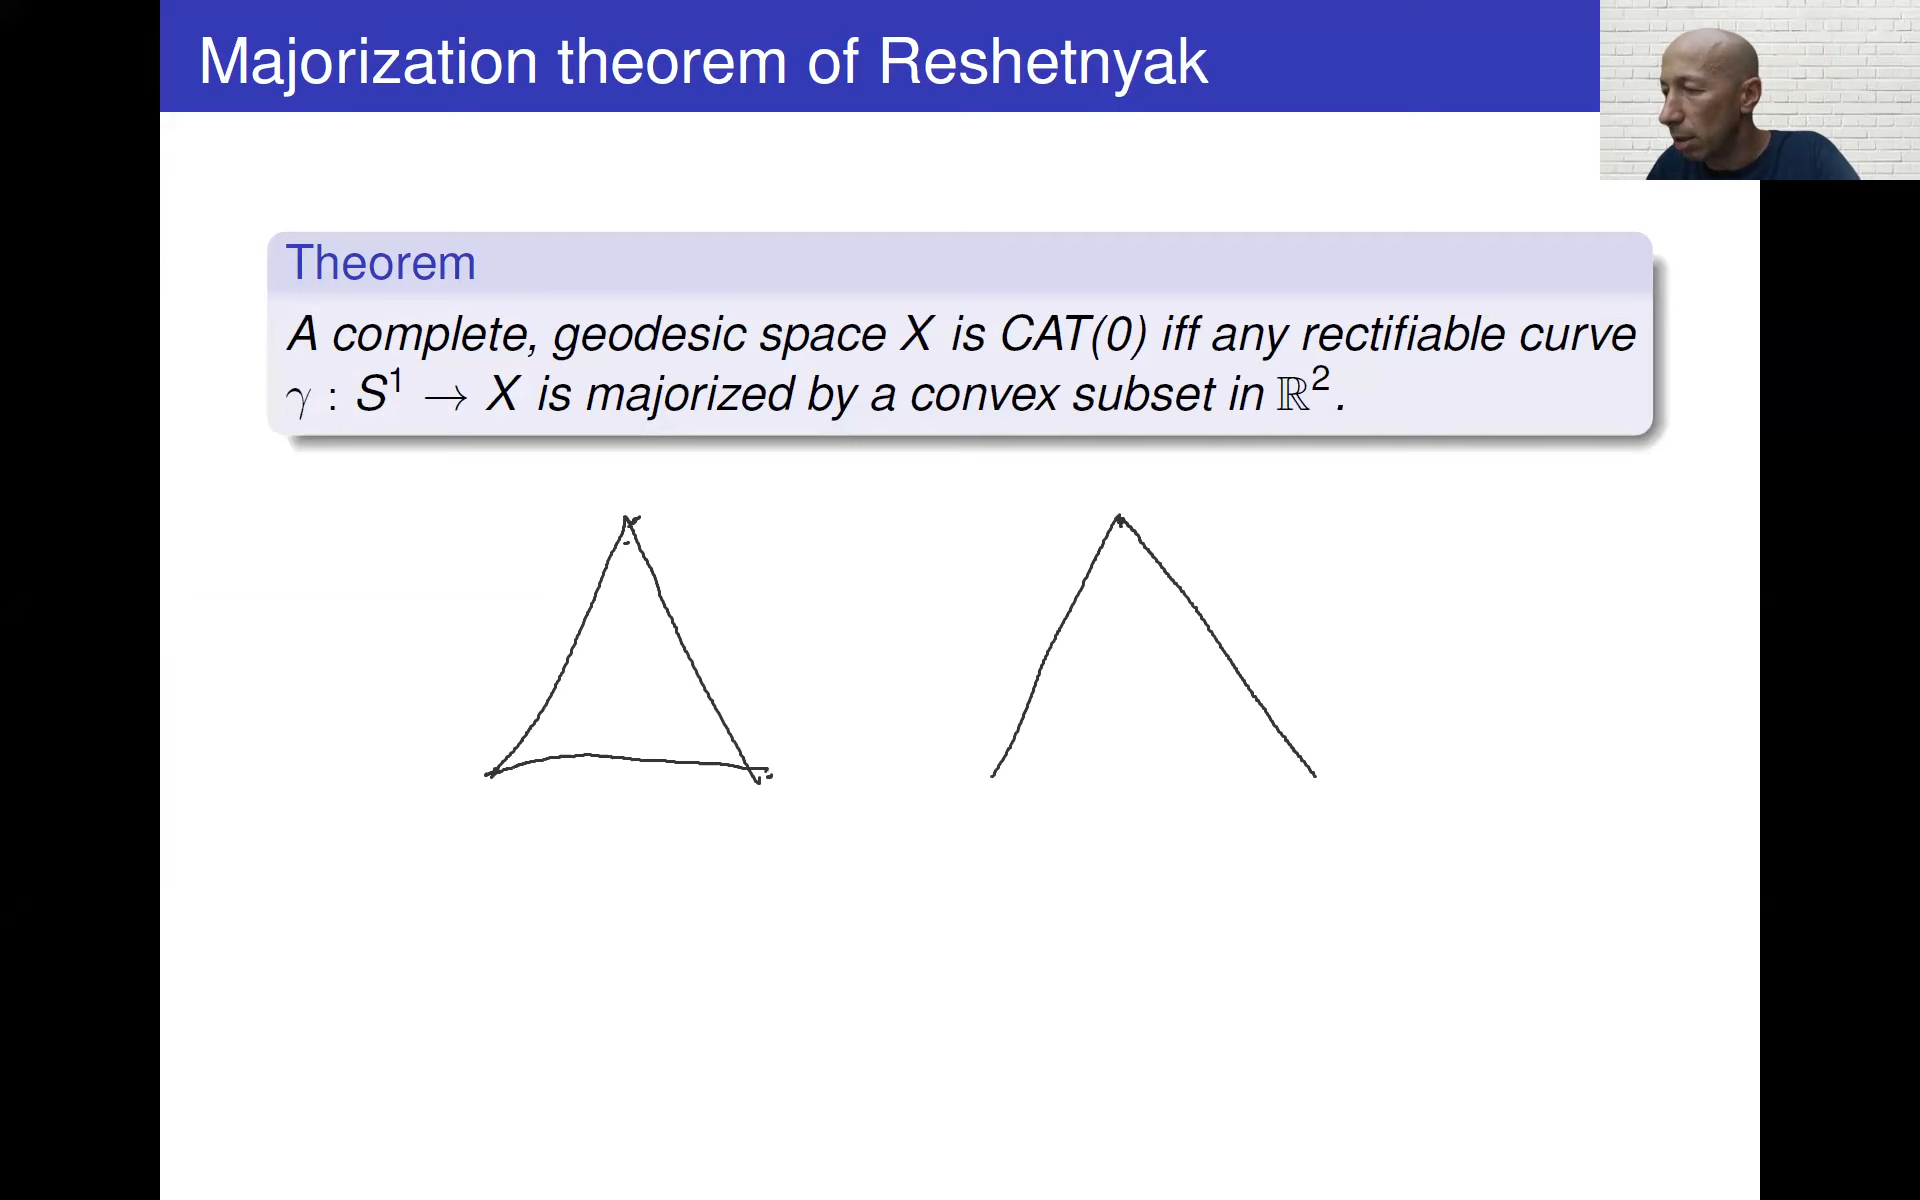 Majorization theorem of Reshetnyak
Theorem
A complete, geodesic space X is CAT(0) iff any rectifiable curve
γ : S¹ → X is majorized by a convex subset in ℝ².